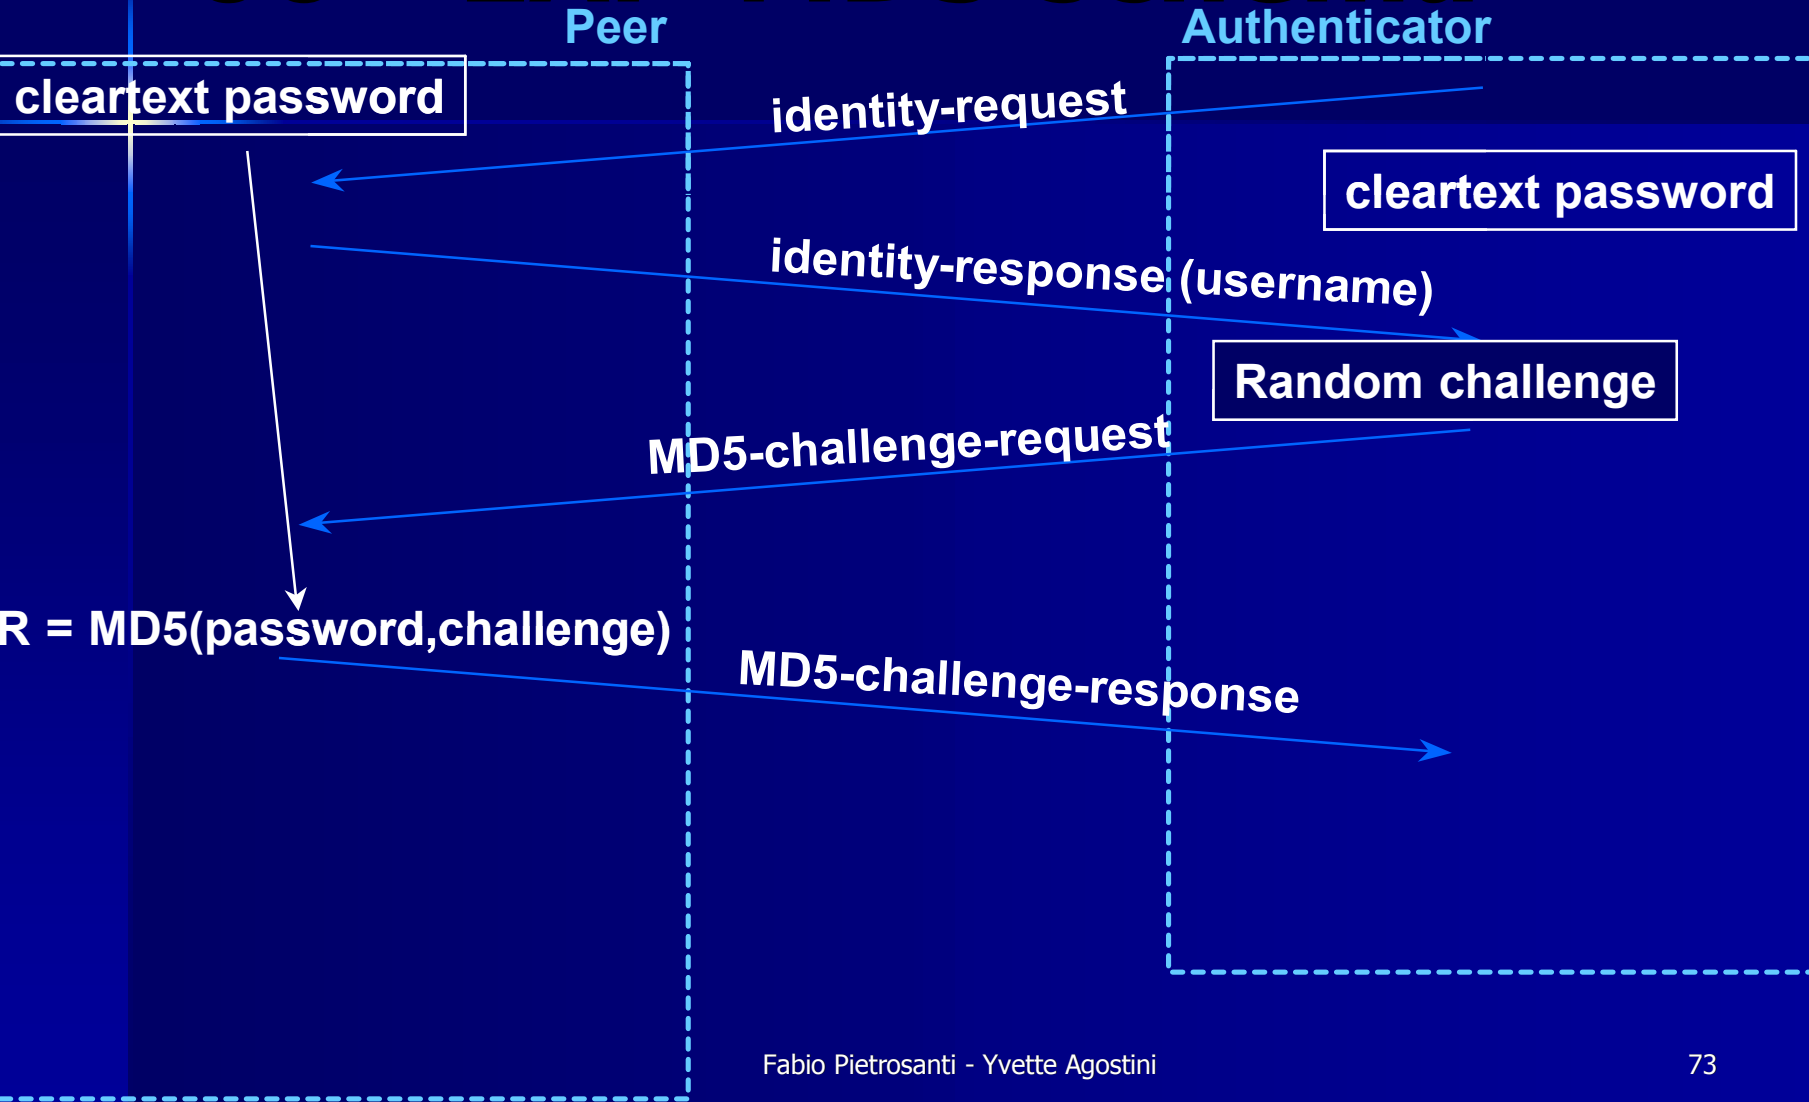 Peer
Authenticator
cleartext password
identity-request
cleartext password
identity-response (username)
Random challenge
MD5-challenge-request
R = MD5(password,challenge)
MD5-challenge-response
Fabio Pietrosanti - Yvette Agostini
73